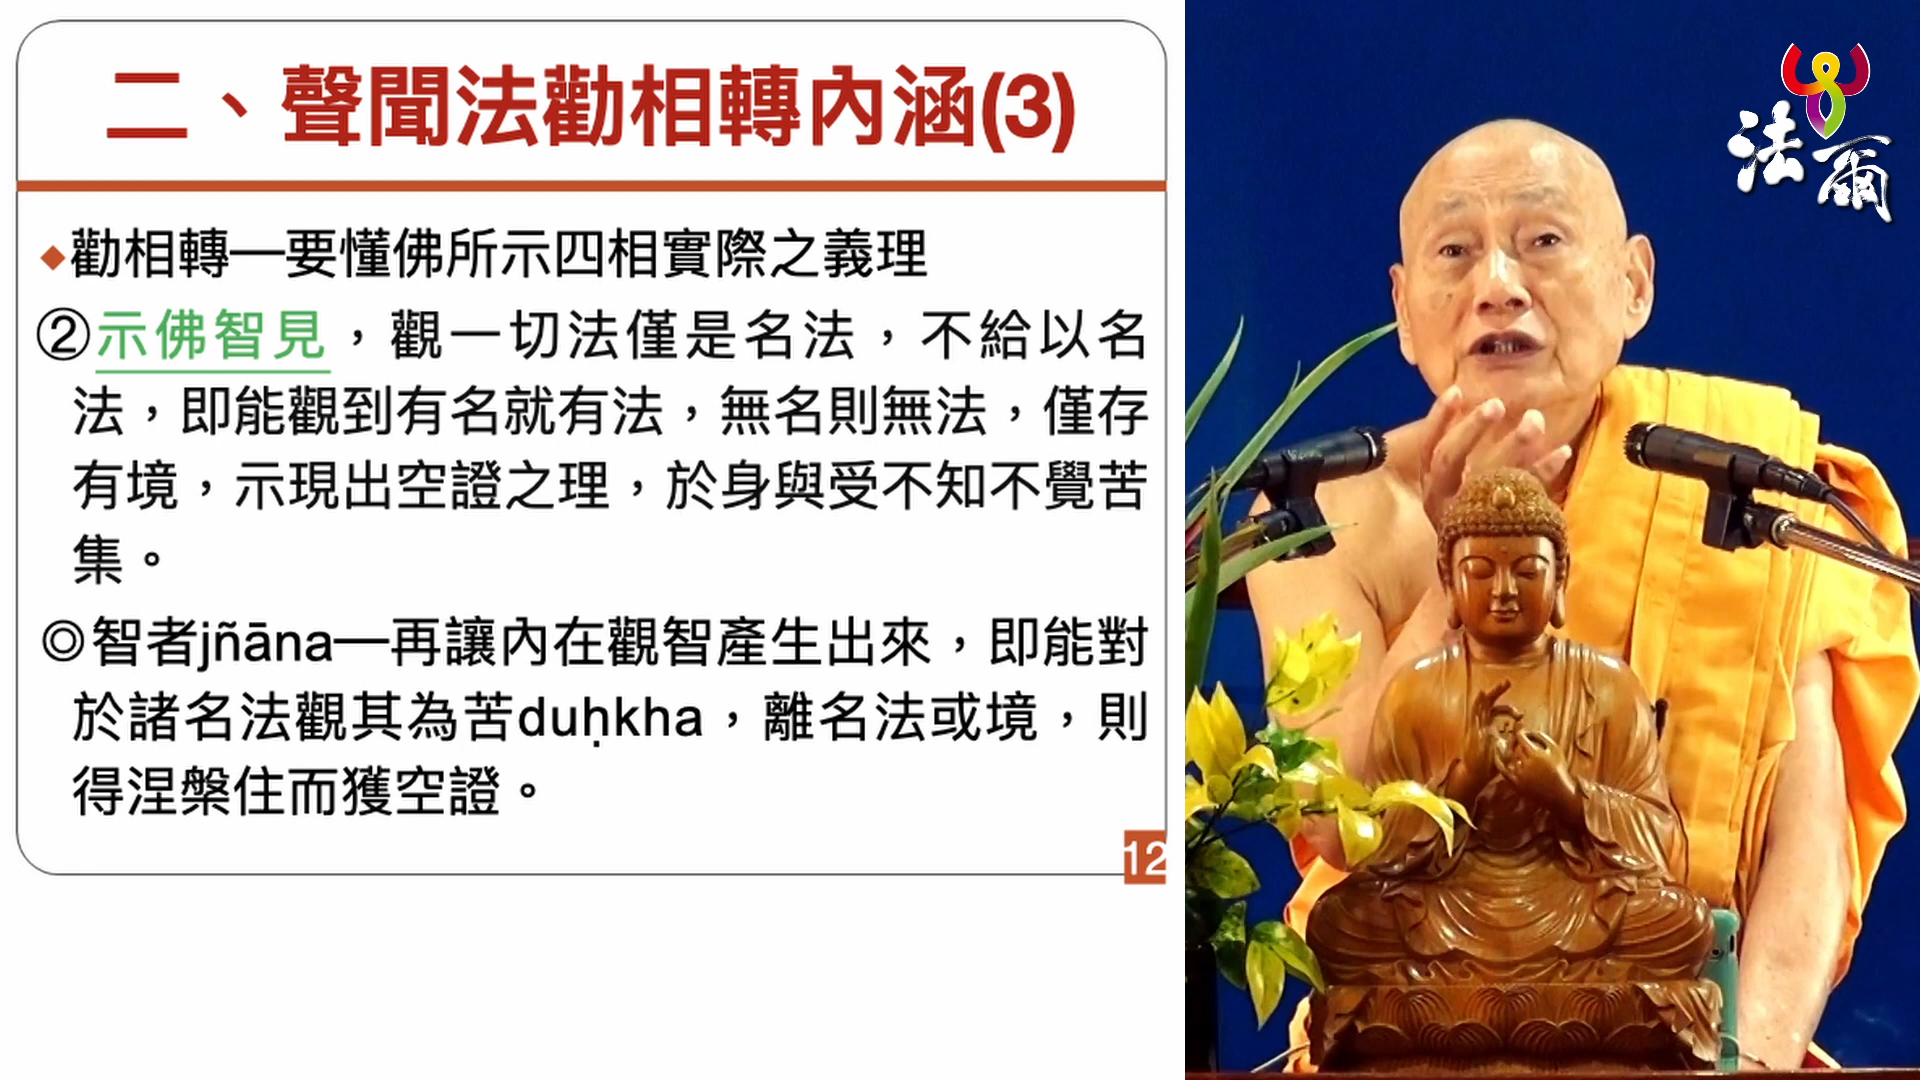 二、聲聞法勸相轉內涵(3)
◆勸相轉—要懂佛所示四相實際之義理
②示佛智見，觀一切法僅是名法，不給以名
法，即能觀到有名就有法，無名則無法，僅存
有境，示現出空證之理，於身與受不知不覺苦
集。
◎智者jñāna—再讓內在觀智產生出來，即能對
於諸名法觀其為苦duḥkha，離名法或境，則
得涅槃住而獲空證。
12
法爾